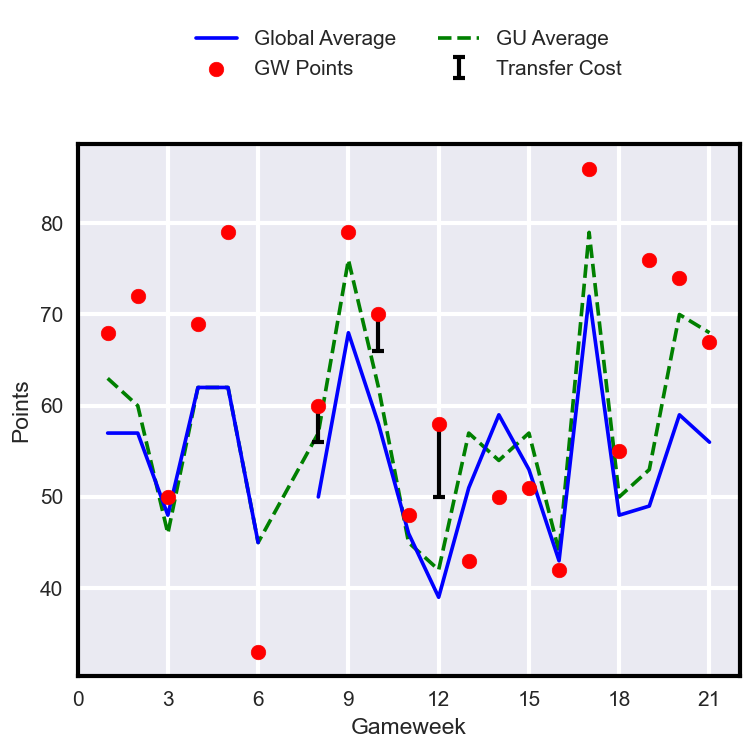 Global Average
GU Average
GW Points
Transfer Cost
80
70
60
50
40
Points
0 3 6 9 12 15 18 21
Gameweek